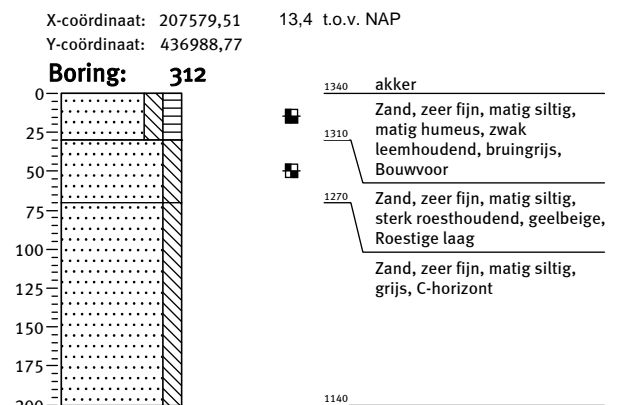 X-coördinaat: 207579,51 13,4 t.o.v. NAP
Y-coördinaat: 436988,77
Boring: 312
0
25
50
75
100
125
150
175
200
1340 akker
Zand, zeer fijn, matig siltig,
matig humeus, zwak
leemhoudend, bruingrijs,
Bouwvoor
1310
Zand, zeer fijn, matig siltig,
sterk roesthoudend, geelbeige,
Roestige laag
1270
Zand, zeer fijn, matig siltig,
grijs, C-horizont
1140